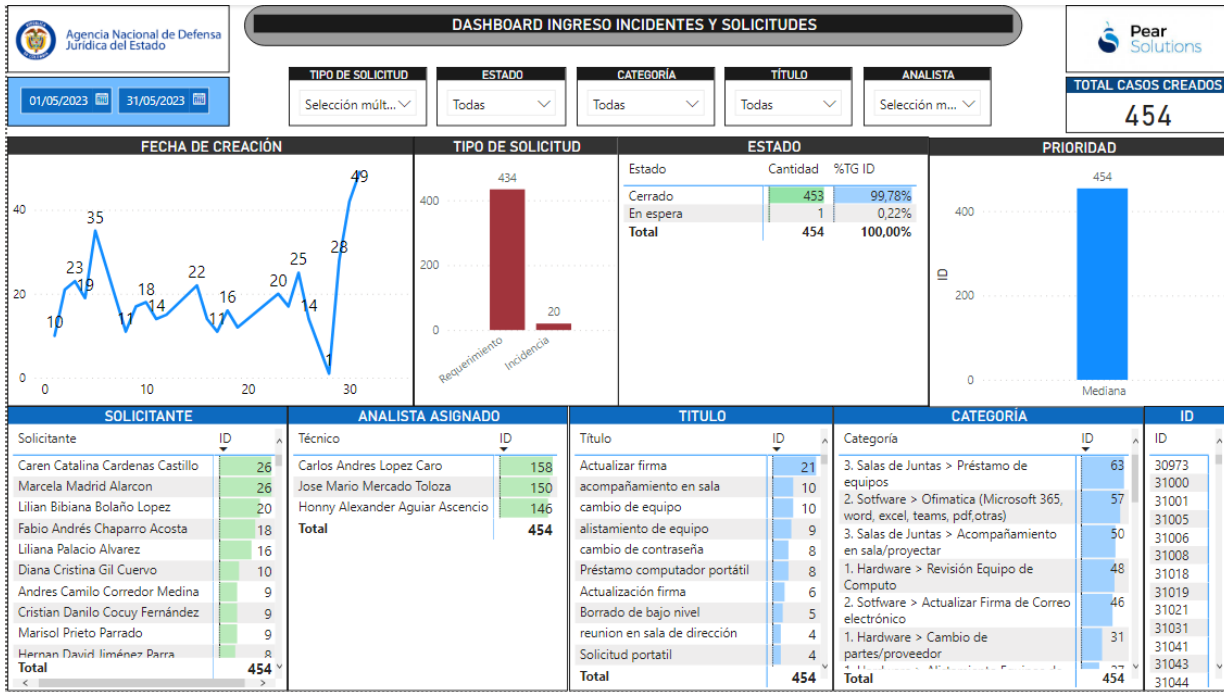 Agencia Nacional de Defensa
Jurídica del Estado
DASHBOARD INGRESO INCIDENTES Y SOLICITUDES
Pear
Solutions
01/05/2023
31/05/2023
TIPO DE SOLICITUD
Selección múlt...
ESTADO
Todas
CATEGORÍA
Todas
TÍTULO
Todas
ANALISTA
Selección m...
TOTAL CASOS CREADOS
454
FECHA DE CREACIÓN
40
20
0
0
10
20
30
10
23
19
35
11
18
14
22
11
16
20
25
14
1
28
49
TIPO DE SOLICITUD
400
200
0
434
20
Requerimiento
Incidencia
ESTADO
Estado Cantidad %TG ID
Cerrado 453 99,78%
En espera 1 0,22%
Total 454 100,00%
PRIORIDAD
454
400
200
0
ID
Mediana
SOLICITANTE
Solicitante ID
Caren Catalina Cardenas Castillo 26
Marcela Madrid Alarcon 26
Lilian Bibiana Bolaño Lopez 20
Fabio Andrés Chaparro Acosta 18
Liliana Palacio Alvarez 16
Diana Cristina Gil Cuervo 10
Andres Camilo Corredor Medina 9
Cristian Danilo Cocuy Fernández 9
Marisol Prieto Parrado 9
Hernan David Jiménez Parra 8
Total 454
ANALISTA ASIGNADO
Técnico ID
Carlos Andres Lopez Caro 158
Jose Mario Mercado Toloza 150
Honny Alexander Aguiar Ascencio 146
Total 454
TITULO
Título ID
Actualizar firma 21
acompañamiento en sala 10
cambio de equipo 10
alistamiento de equipo 9
cambio de contraseña 8
Préstamo computador portátil 8
Actualización firma 6
Borrado de bajo nivel 5
reunion en sala de dirección 4
Solicitud portatil 4
Total 454
CATEGORÍA
Categoría ID
3. Salas de Juntas > Préstamo de 63
equipos
2. Sotfware > Ofimatica (Microsoft 365, 57
word, excel, teams, pdf,otras)
3. Salas de Juntas > Acompañamiento 50
en sala/proyectar
1. Hardware > Revisión Equipo de 48
Computo
2. Sotfware > Actualizar Firma de Correo 46
electrónico
1. Hardware > Cambio de 31
partes/proveedor
Total 454
ID
ID
30973
31000
31001
31005
31006
31008
31018
31019
31021
31031
31041
31043
31044